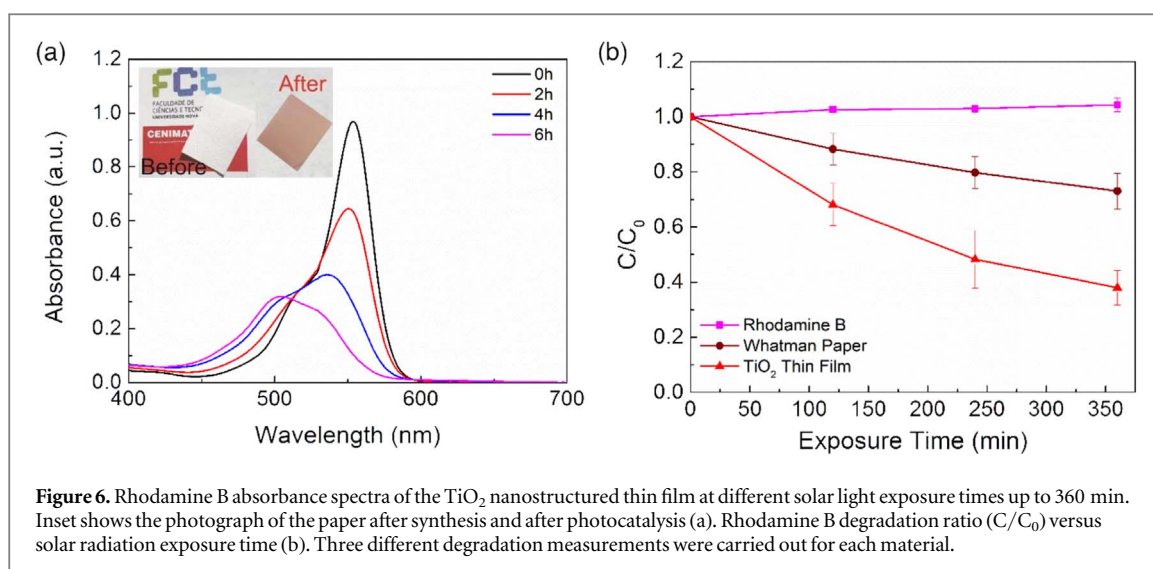 (a)
1.2
1.0
0.8
0.6
0.4
0.2
0.0
Absorbance (a.u.)
400
500
600
700
Wavelength (nm)
0h
2h
4h
6h
FCt
FACULDADE DE
CIÊNCIAS E TECN
UNIVERSIDADE NOVA
CENIMAT
Before
After
(b)
1.2
1.0
0.8
0.6
0.4
0.2
0.0
C/C₀
0
50
100
150
200
250
300
350
Exposure Time (min)
Rhodamine B
Whatman Paper
TiO₂ Thin Film
Figure 6. Rhodamine B absorbance spectra of the TiO₂ nanostructured thin film at different solar light exposure times up to 360 min.
Inset shows the photograph of the paper after synthesis and after photocatalysis (a). Rhodamine B degradation ratio (C/C₀) versus
solar radiation exposure time (b). Three different degradation measurements were carried out for each material.